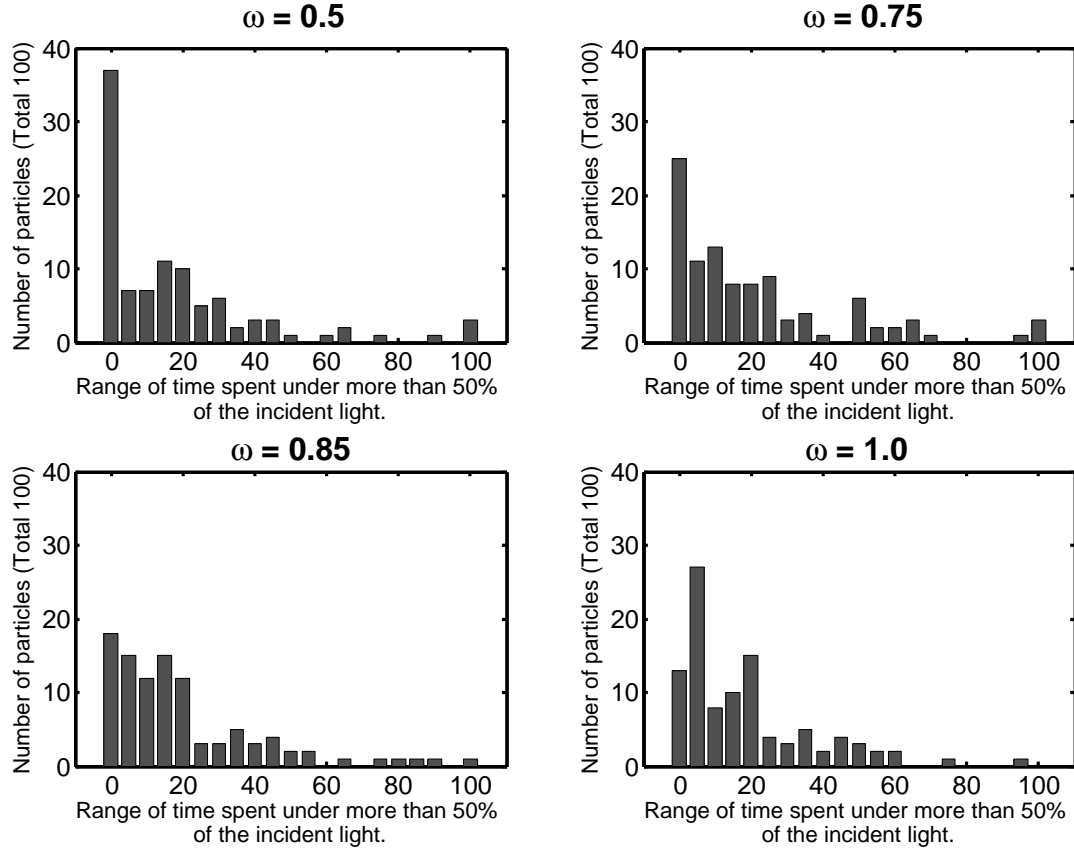 ω = 0.5
Number of particles (Total 100)
40
30
20
10
0
0 20 40 60 80 100
Range of time spent under more than 50%
of the incident light.
ω = 0.75
Number of particles (Total 100)
40
30
20
10
0
0 20 40 60 80 100
Range of time spent under more than 50%
of the incident light.
ω = 0.85
Number of particles (Total 100)
40
30
20
10
0
0 20 40 60 80 100
Range of time spent under more than 50%
of the incident light.
ω = 1.0
Number of particles (Total 100)
40
30
20
10
0
0 20 40 60 80 100
Range of time spent under more than 50%
of the incident light.